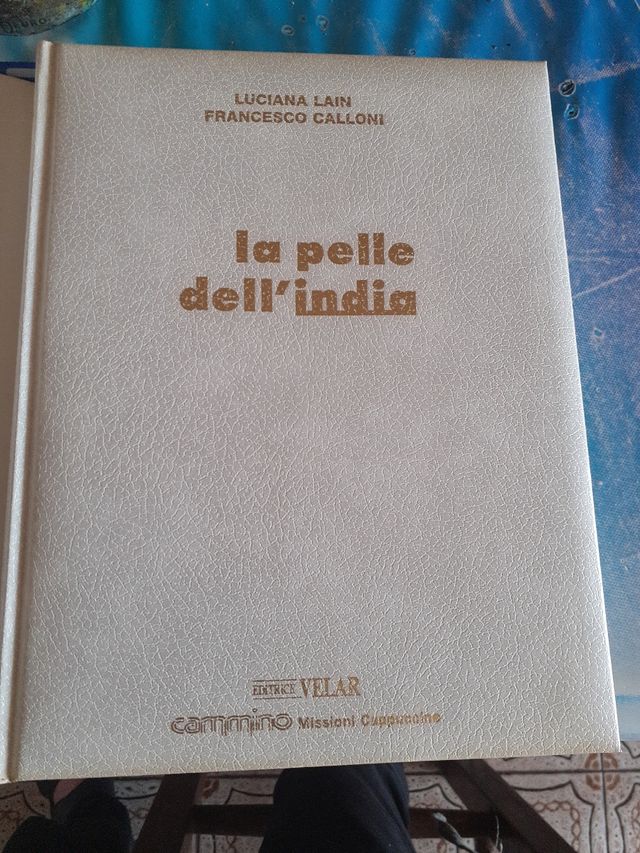 LUCIANA LAIN
FRANCESCO CALLONI
la pelle
dell'india
EDITRICE VELAR
cammino Missioni Cappuccine